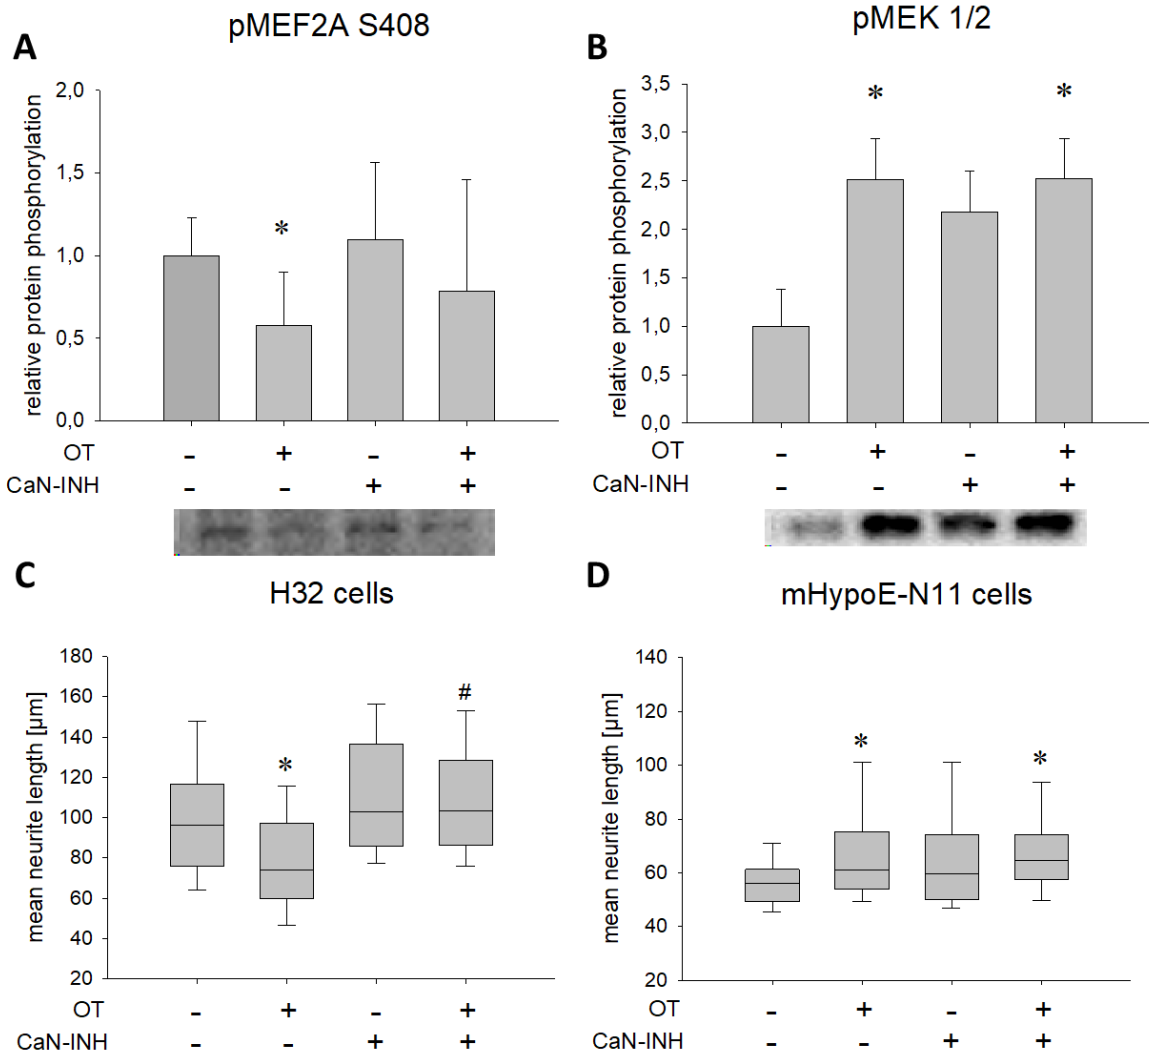 A
pMEF2A S408
relative protein phosphorylation
2,0
1,5
1,0
0,5
0,0
*
OT - + - +
CaN-INH - - + +
B
pMEK 1/2
relative protein phosphorylation
3,5
3,0
2,5
2,0
1,5
1,0
0,5
0,0
* *
OT - + - +
CaN-INH - - + +
C
H32 cells
mean neurite length [µm]
180
160
140
120
100
80
60
40
20
* #
OT - + - +
CaN-INH - - + +
D
mHypoE-N11 cells
mean neurite length [µm]
140
120
100
80
60
40
20
* *
OT - + - +
CaN-INH - - + +